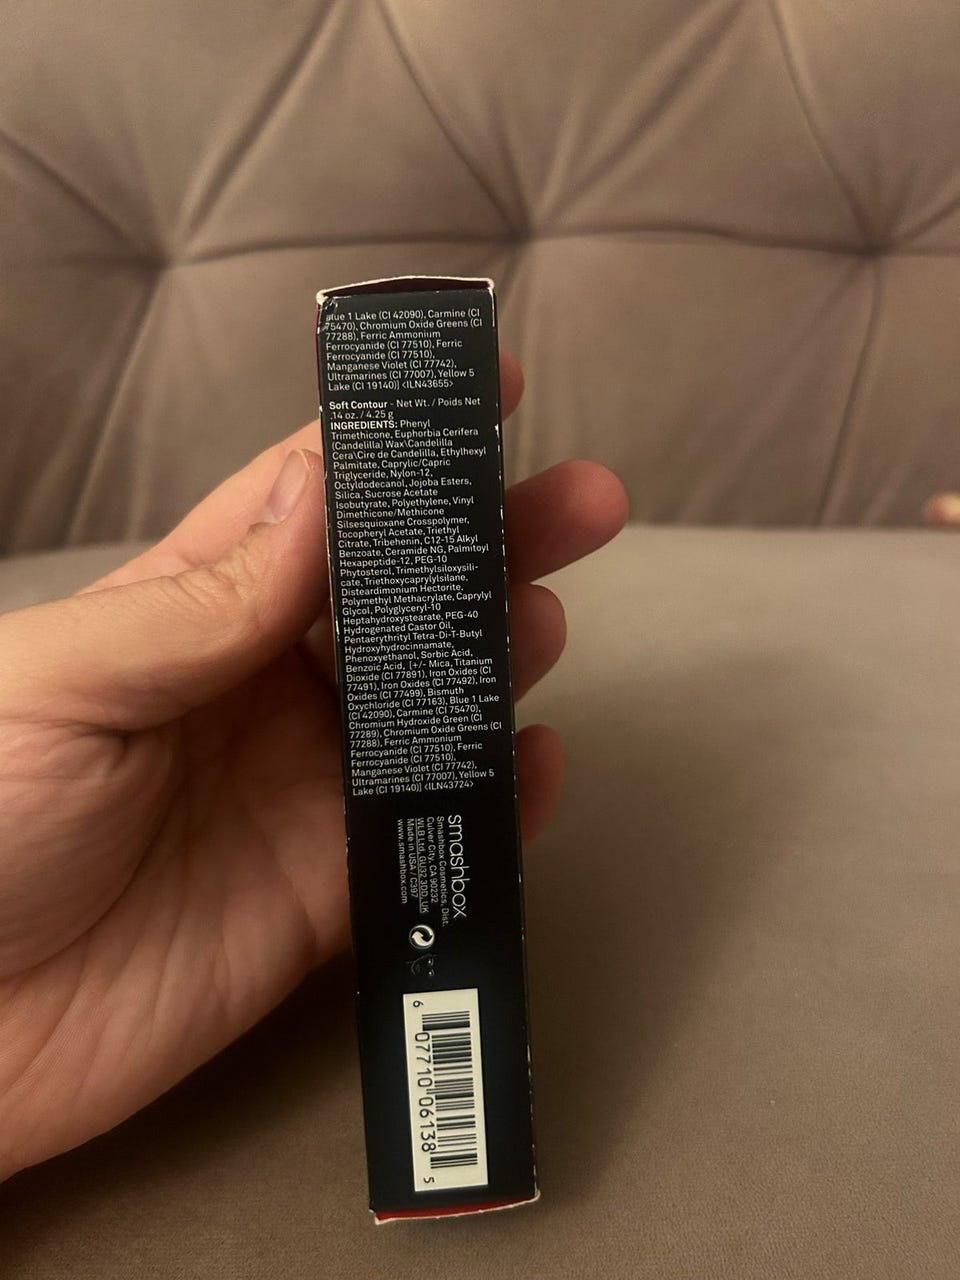 Blue 1 Lake (CI 42090), Carmine (CI
75470), Chromium Oxide Greens (CI
77288), Ferric Ammonium
Ferrocyanide (CI 77510), Ferric
Ferrocyanide (CI 77510),
Manganese Violet (CI 77742),
Ultramarines (CI 77007), Yellow 5
Lake (CI 19140)] <ILN43655>
Soft Contour - Net Wt. / Poids Net
.14 oz. / 4.25 g
INGREDIENTS: Phenyl
Trimethicone, Euphorbia Cerifera
(Candelilla) Wax\Candelilla
Cera\Cire de Candelilla, Ethylhexyl
Palmitate, Caprylic/Capric
Triglyceride, Nylon-12,
Octyldodecanol, Jojoba Esters,
Silica, Sucrose Acetate
Isobutyrate, Polyethylene, Vinyl
Dimethicone/Methicone
Silsesquioxane Crosspolymer,
Tocopheryl Acetate, Triethyl
Citrate, Tribehenin, C12-15 Alkyl
Benzoate, Ceramide NG, Palmitoyl
Hexapeptide-12, PEG-10
Phytosterol, Trimethylsiloxysili-
cate, Triethoxycaprylylsilane,
Disteardimonium Hectorite,
Polymethyl Methacrylate, Caprylyl
Glycol, Polyglyceryl-10
Heptahydroxystearate, PEG-40
Hydrogenated Castor Oil,
Pentaerythrityl Tetra-Di-T-Butyl
Hydroxyhydrocinnamate,
Phenoxyethanol, Sorbic Acid,
Benzoic Acid, [+/- Mica, Titanium
Dioxide (CI 77891), Iron Oxides (CI
77491), Iron Oxides (CI 77492), Iron
Oxides (CI 77499), Bismuth
Oxychloride (CI 77163), Blue 1 Lake
(CI 42090), Carmine (CI 75470),
Chromium Hydroxide Green (CI
77289), Chromium Oxide Greens (CI
77288), Ferric Ammonium
Ferrocyanide (CI 77510), Ferric
Ferrocyanide (CI 77510),
Manganese Violet (CI 77742),
Ultramarines (CI 77007), Yellow 5
Lake (CI 19140)] <ILN43724>
smashbox
Smashbox Cosmetics, Dist.
Culver City, CA 90232
WLB Ltd. GU32 3DD, UK
Made in USA / C397
www.smashbox.com
6 07710 06138 5